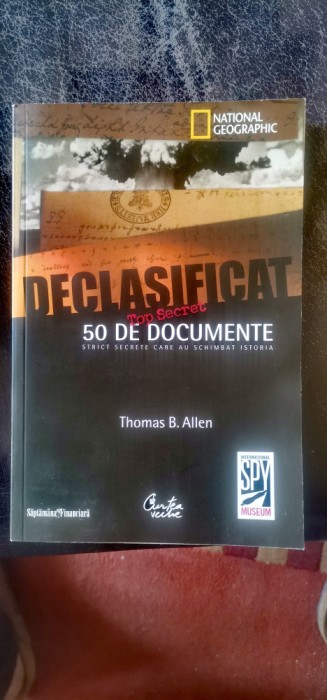 NATIONAL
GEOGRAPHIC
DECLASIFICAT
Top Secret
50 DE DOCUMENTE
STRICT SECRETE CARE AU SCHIMBAT ISTORIA
Thomas B. Allen
INTERNATIONAL
SPY
MUSEUM
Săptămâna Financiară
Curtea
veche